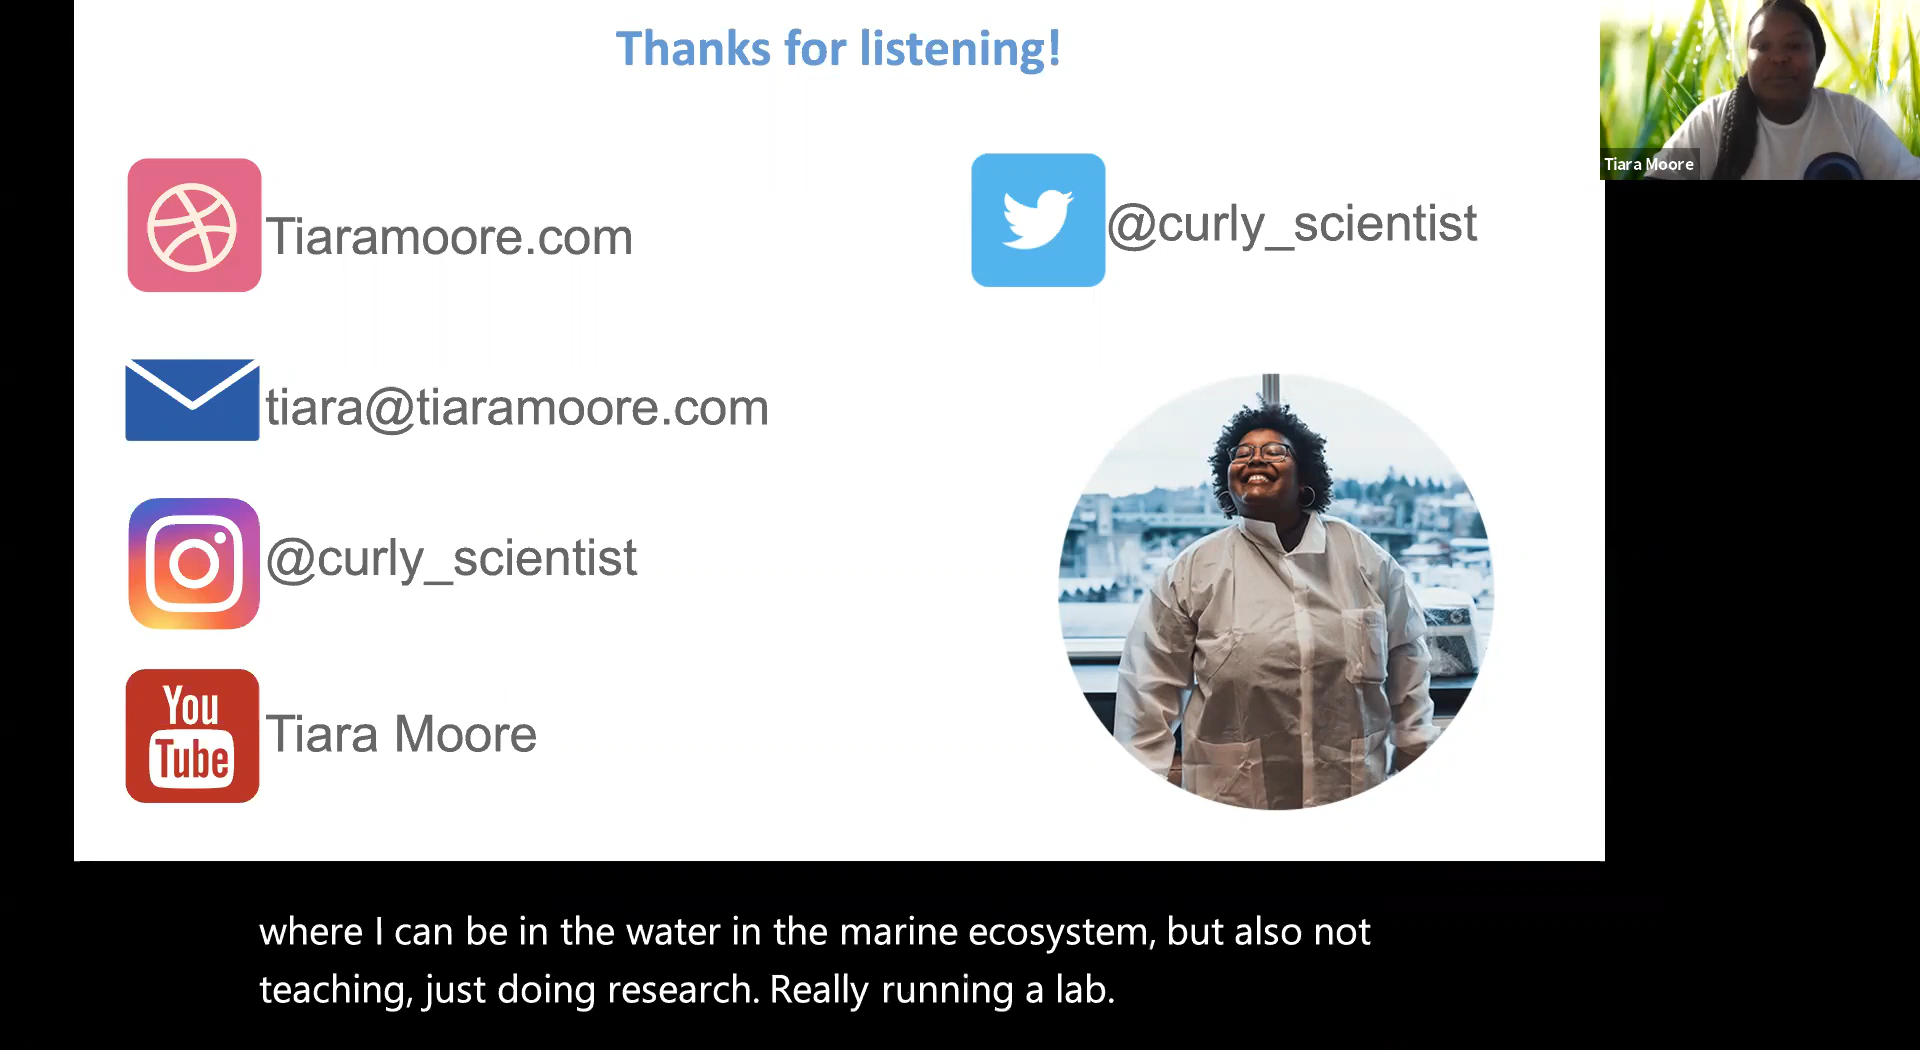 Thanks for listening!
Tiaramoore.com
@curly_scientist
tiara@tiaramoore.com
@curly_scientist
You
Tube
Tiara Moore
Tiara Moore
where I can be in the water in the marine ecosystem, but also not
teaching, just doing research. Really running a lab.